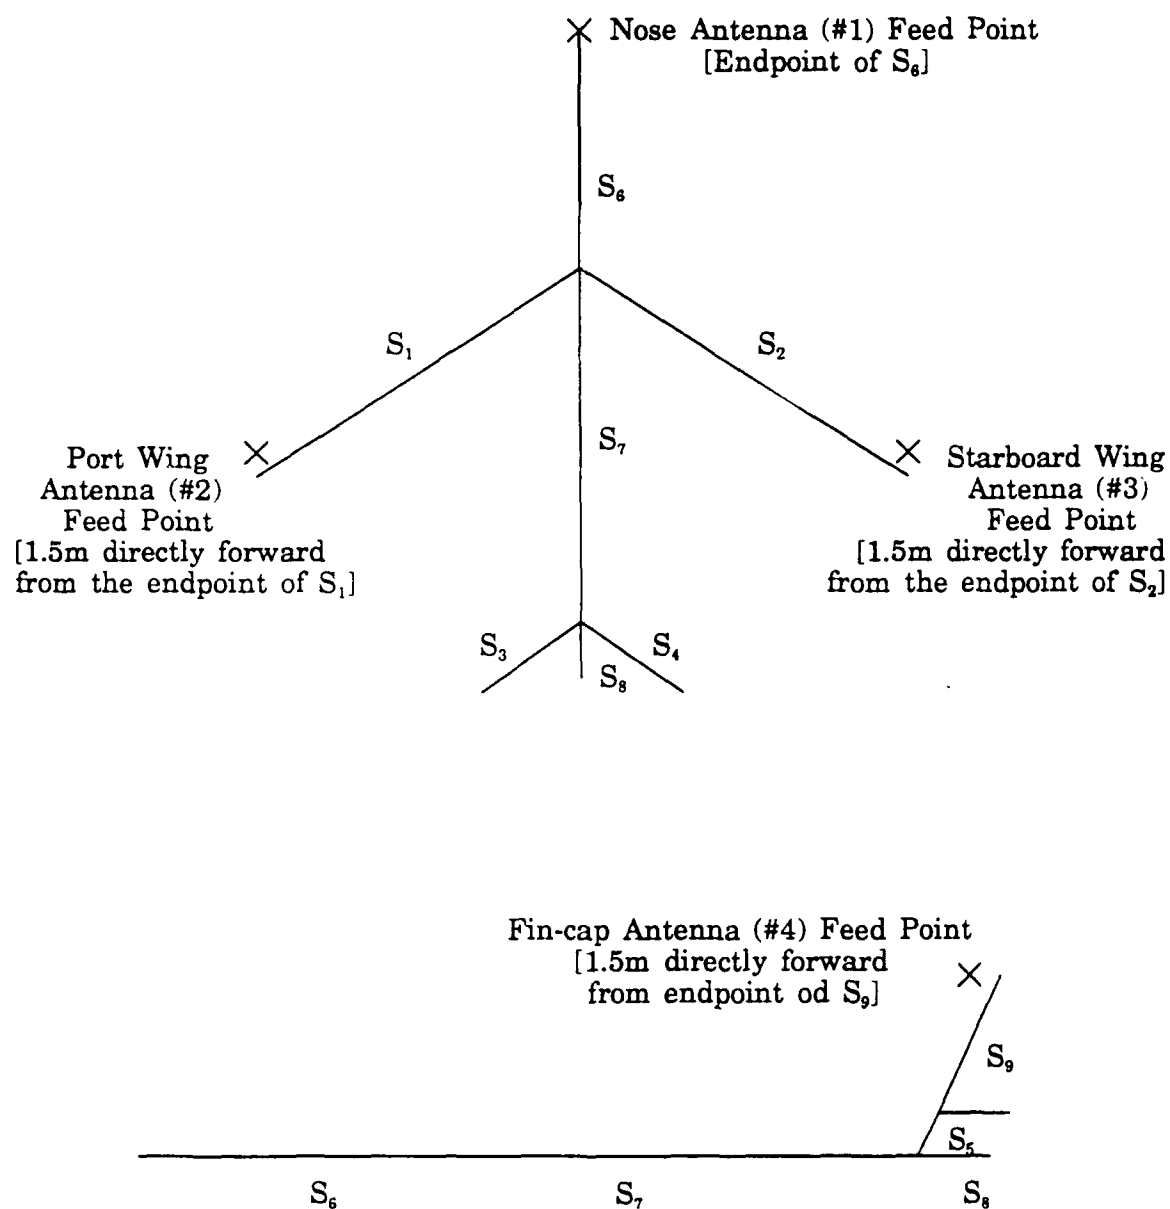 Nose Antenna (#1) Feed Point
[Endpoint of S₆]
S₆
S₁
S₂
S₇
Port Wing
Antenna (#2)
Feed Point
[1.5m directly forward
from the endpoint of S₁]
Starboard Wing
Antenna (#3)
Feed Point
[1.5m directly forward
from the endpoint of S₂]
S₃
S₄
S₈
Fin-cap Antenna (#4) Feed Point
[1.5m directly forward
from endpoint od S₉]
S₉
S₅
S₆
S₇
S₈